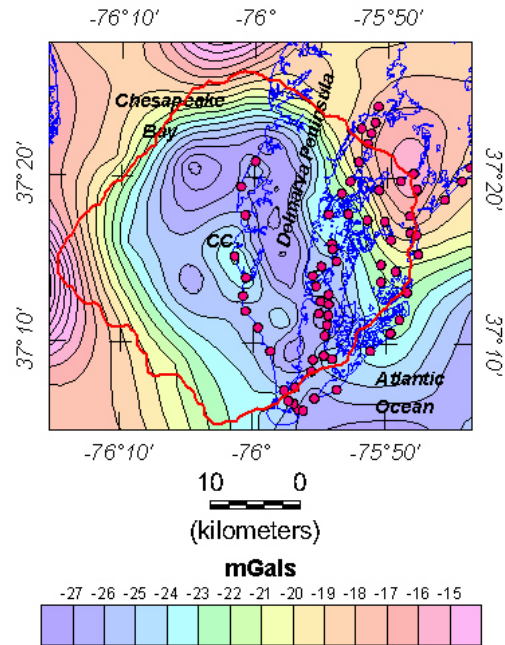 -76°10' -76° -75°50'
Chesapeake
Bay
Delmarva Peninsula
37°20' 37°20'
CC
37°10' 37°10'
Atlantic
Ocean
-76°10' -76° -75°50'
10 0
(kilometers)
mGals
-27 -26 -25 -24 -23 -22 -21 -20 -19 -18 -17 -16 -15